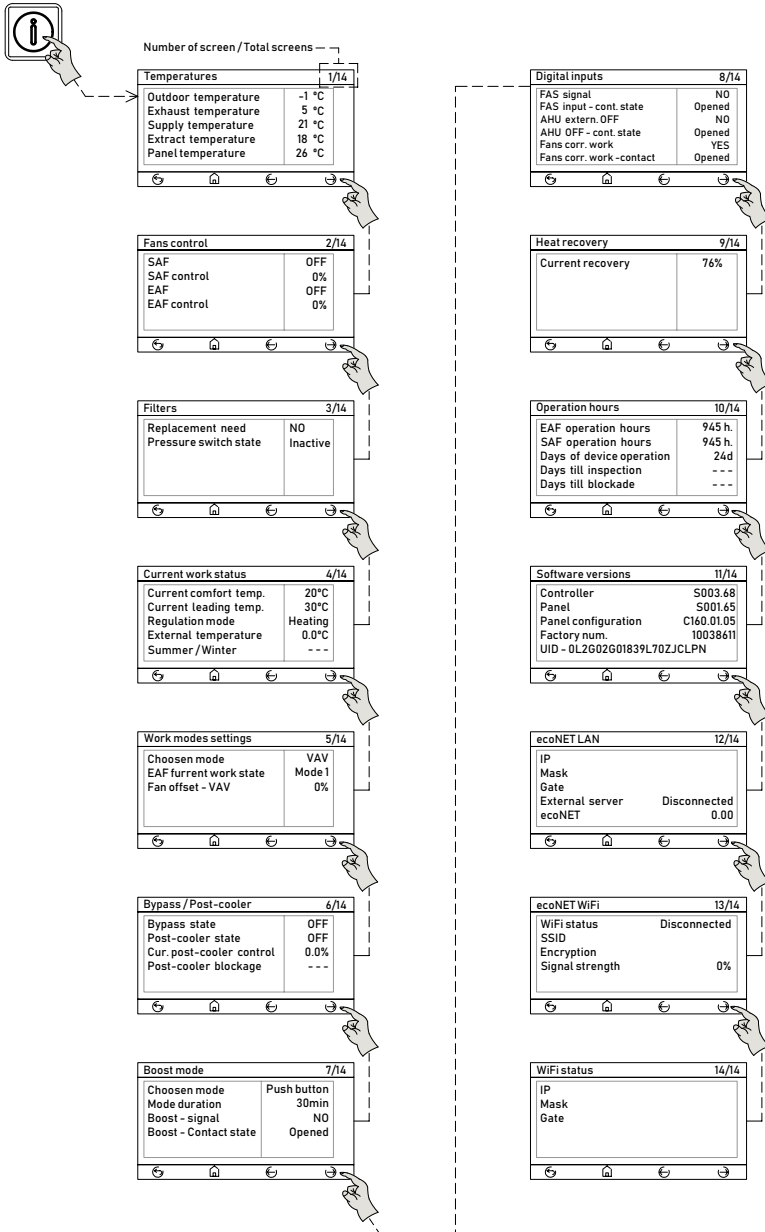 Number of screen / Total screens
Temperatures 1/14
Outdoor temperature -1 °C
Exhaust temperature 5 °C
Supply temperature 21 °C
Extract temperature 18 °C
Panel temperature 26 °C
Fans control 2/14
SAF OFF
SAF control 0%
EAF OFF
EAF control 0%
Filters 3/14
Replacement need NO
Pressure switch state Inactive
Current work status 4/14
Current comfort temp. 20°C
Current leading temp. 30°C
Regulation mode Heating
External temperature 0.0°C
Summer / Winter ---
Work modes settings 5/14
Choosen mode VAV
EAF furrent work state Mode 1
Fan offset - VAV 0%
Bypass / Post-cooler 6/14
Bypass state OFF
Post-cooler state OFF
Cur. post-cooler control 0.0%
Post-cooler blockage ---
Boost mode 7/14
Choosen mode Push button
Mode duration 30min
Boost - signal NO
Boost - Contact state Opened
Digital inputs 8/14
FAS signal NO
FAS input - cont. state Opened
AHU extern. OFF NO
AHU OFF - cont. state Opened
Fans corr. work YES
Fans corr. work -contact Opened
Heat recovery 9/14
Current recovery 76%
Operation hours 10/14
EAF operation hours 945 h.
SAF operation hours 945 h.
Days of device operation 24d
Days till inspection ---
Days till blockade ---
Software versions 11/14
Controller S003.68
Panel S001.65
Panel configuration C160.01.05
Factory num. 10038611
UID - 0L2G02G01839L70ZJCLPN
ecoNET LAN 12/14
IP
Mask
Gate
External server Disconnected
ecoNET 0.00
ecoNET WiFi 13/14
WiFi status Disconnected
SSID
Encryption
Signal strength 0%
WiFi status 14/14
IP
Mask
Gate